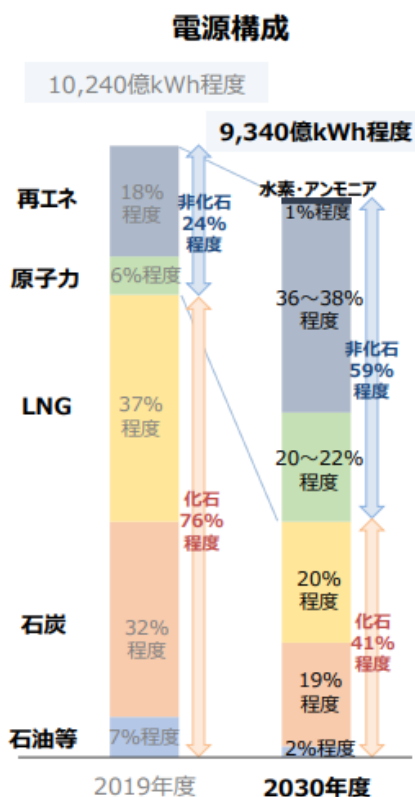 電源構成
10,240億kWh程度
9,340億kWh程度
再エネ
18%
程度
非化石
24%
程度
水素・アンモニア
1%程度
原子力
6%程度
36～38%
程度
非化石
59%
程度
LNG
37%
程度
20～22%
程度
化石
76%
程度
20%
程度
石炭
32%
程度
化石
41%
程度
19%
程度
石油等
7%程度
2%程度
2019年度
2030年度